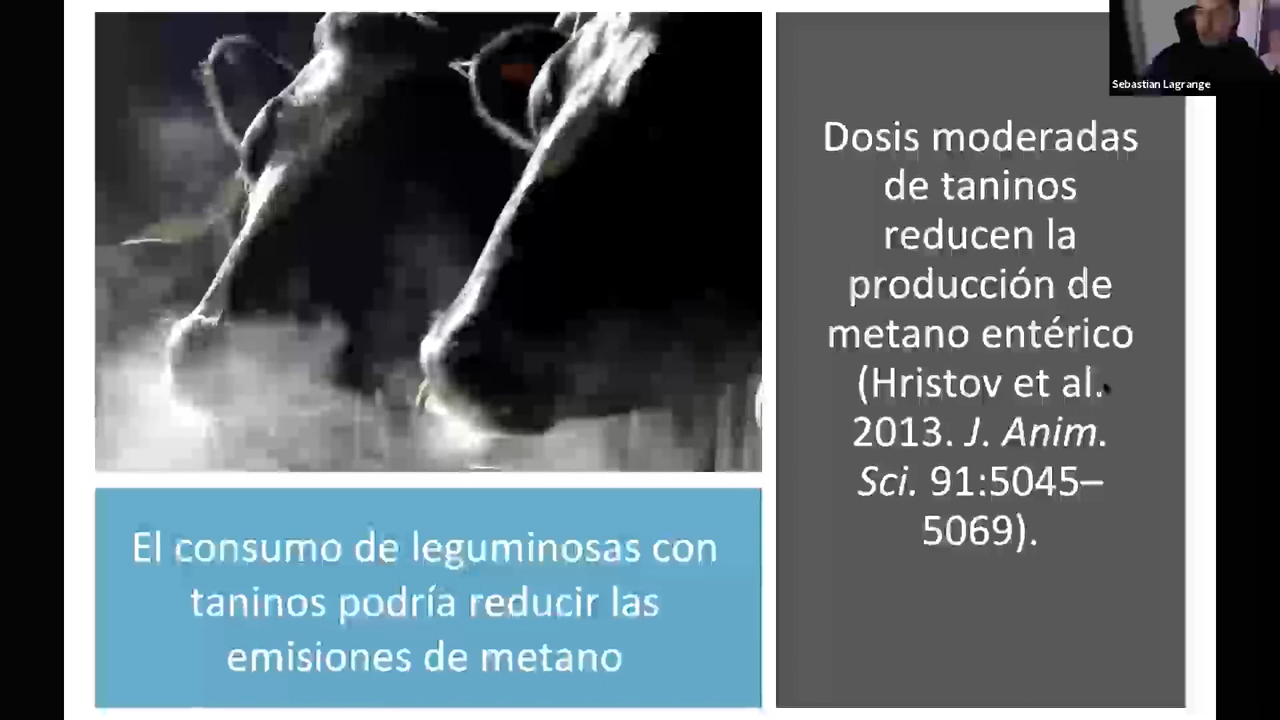 Sebastian Lagrange
Dosis moderadas
de taninos
reducen la
producción de
metano entérico
(Hristov et al.
2013. J. Anim.
Sci. 91:5045–
5069).
El consumo de leguminosas con
taninos podría reducir las
emisiones de metano